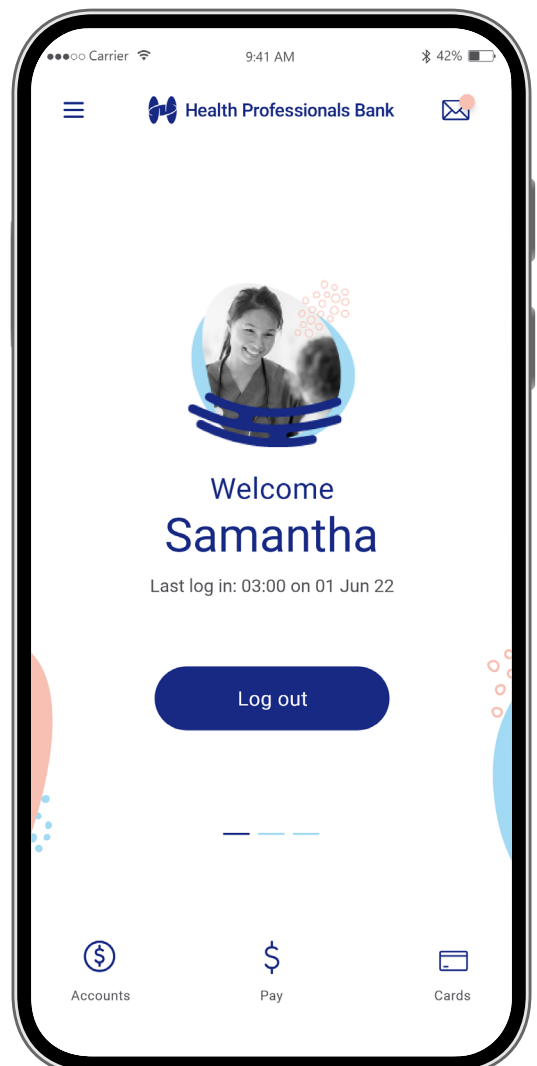 Carrier 9:41 AM 42%
Health Professionals Bank
Welcome
Samantha
Last log in: 03:00 on 01 Jun 22
Log out
$ $
Accounts Pay Cards